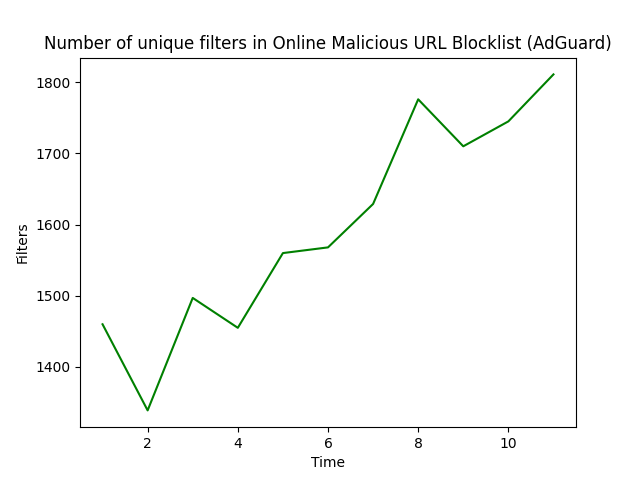 Number of unique filters in Online Malicious URL Blocklist (AdGuard)
1800
1700
1600
1500
1400
Filters
2 4 6 8 10
Time